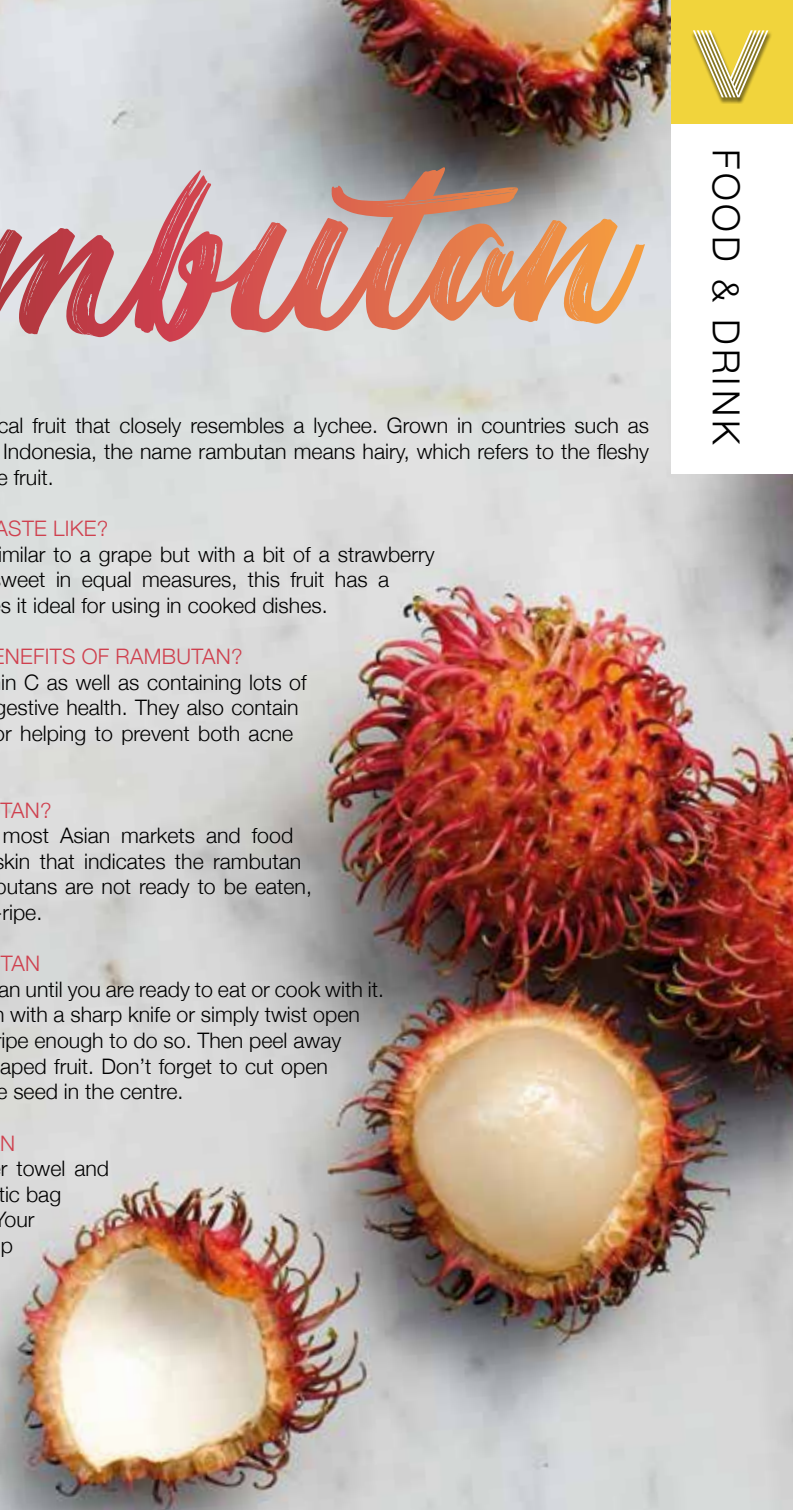 V
FOOD & DRINK
mbutan
cal fruit that closely resembles a lychee. Grown in countries such as
Indonesia, the name rambutan means hairy, which refers to the fleshy
e fruit.
ASTE LIKE?
imilar to a grape but with a bit of a strawberry
sweet in equal measures, this fruit has a
es it ideal for using in cooked dishes.
ENEFITS OF RAMBUTAN?
in C as well as containing lots of
gestive health. They also contain
or helping to prevent both acne
TAN?
most Asian markets and food
skin that indicates the rambutan
butans are not ready to be eaten,
-ripe.
TAN
an until you are ready to eat or cook with it.
n with a sharp knife or simply twist open
ripe enough to do so. Then peel away
aped fruit. Don't forget to cut open
e seed in the centre.
N
er towel and
tic bag
Your
p